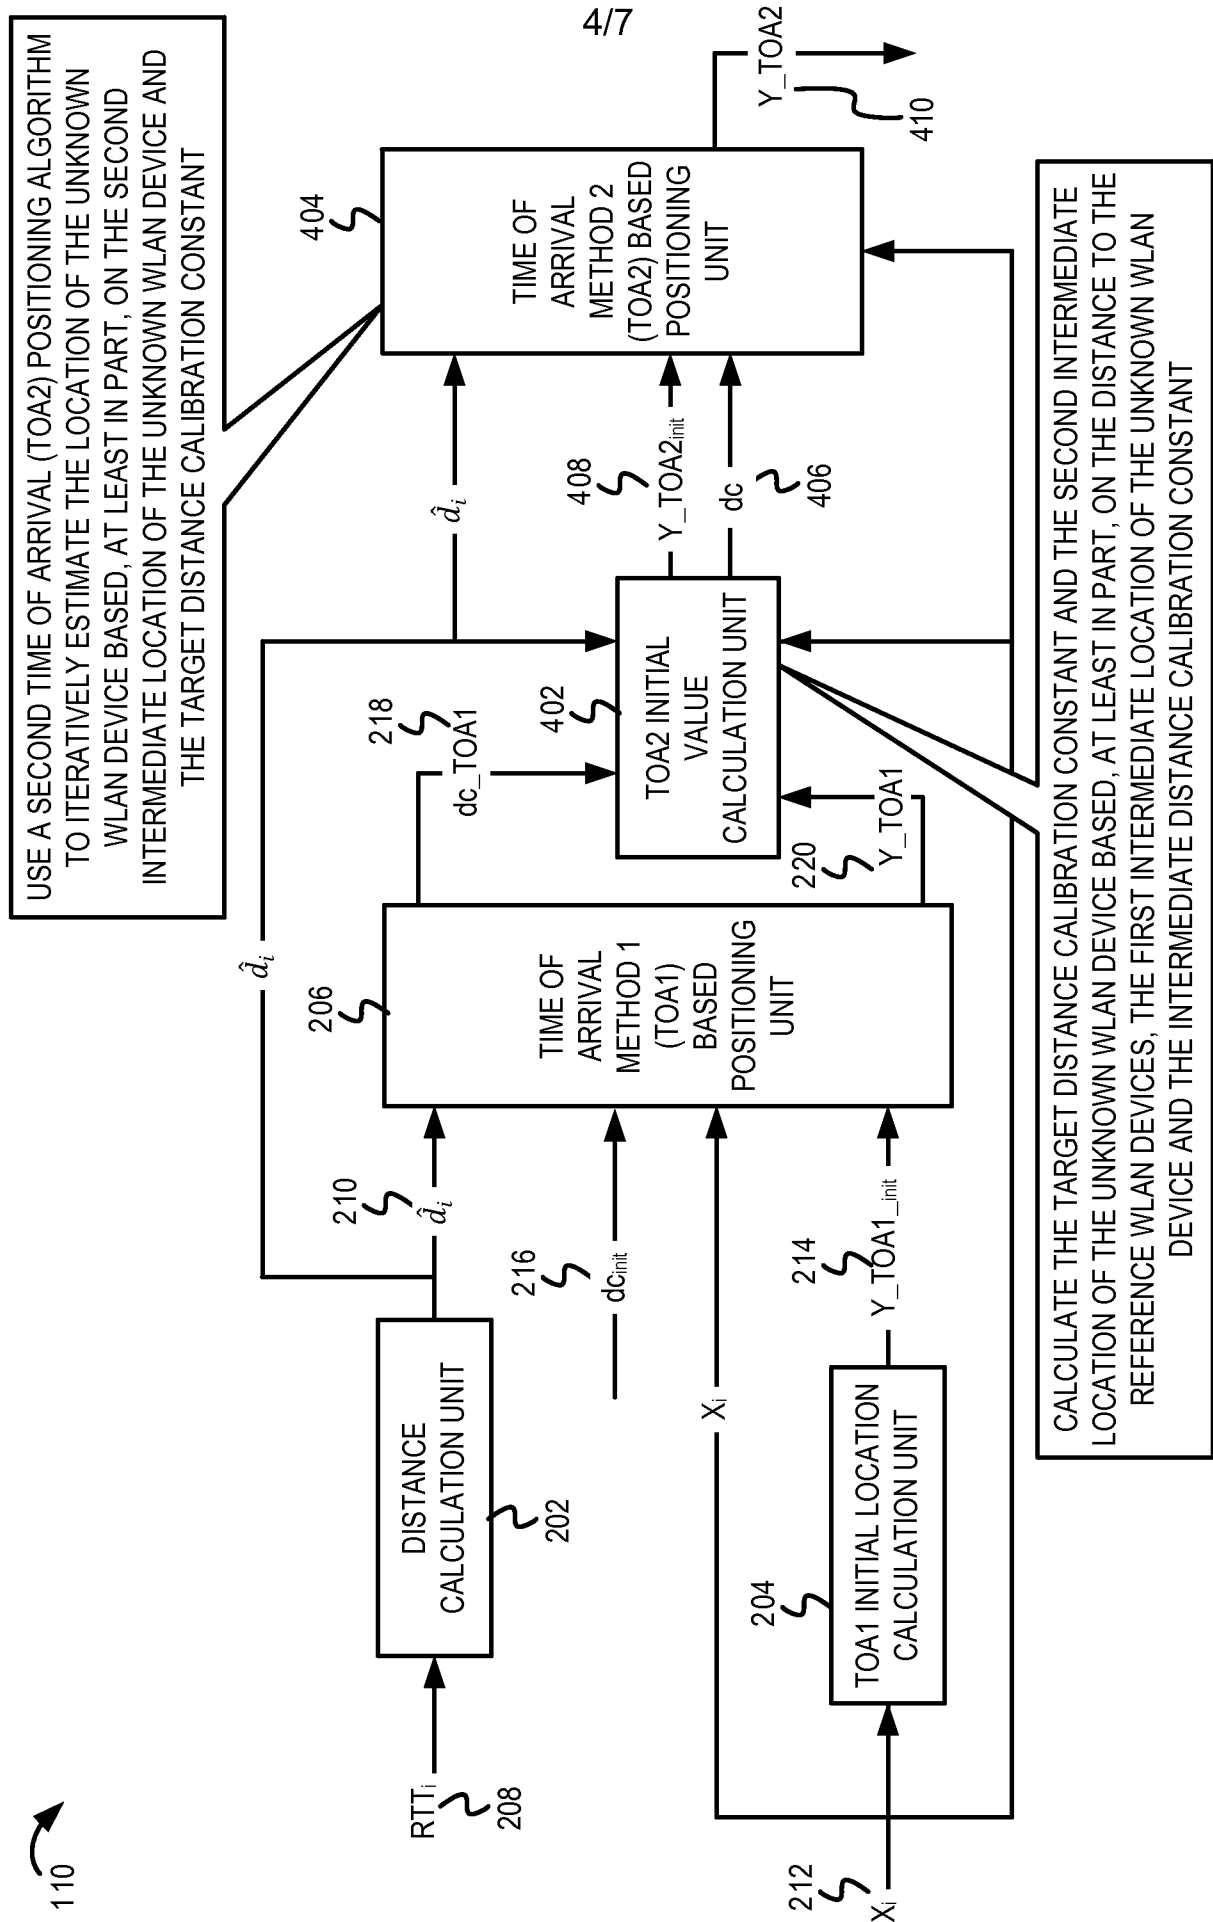 4/7
110
USE A SECOND TIME OF ARRIVAL (TOA2) POSITIONING ALGORITHM
TO ITERATIVELY ESTIMATE THE LOCATION OF THE UNKNOWN
WLAN DEVICE BASED, AT LEAST IN PART, ON THE SECOND
INTERMEDIATE LOCATION OF THE UNKNOWN WLAN DEVICE AND
THE TARGET DISTANCE CALIBRATION CONSTANT
d̂i
RTTi
208
DISTANCE
CALCULATION UNIT
202
210
d̂i
216
dcinit
Xi
212
Xi
204
TOA1 INITIAL LOCATION
CALCULATION UNIT
214
Y_TOA1_init
206
TIME OF
ARRIVAL
METHOD 1
(TOA1)
BASED
POSITIONING
UNIT
218
dc_TOA1
220
Y_TOA1
402
TOA2 INITIAL
VALUE
CALCULATION UNIT
d̂i
408
Y_TOA2init
dc
406
404
TIME OF
ARRIVAL
METHOD 2
(TOA2) BASED
POSITIONING
UNIT
Y_TOA2
410
CALCULATE THE TARGET DISTANCE CALIBRATION CONSTANT AND THE SECOND INTERMEDIATE
LOCATION OF THE UNKNOWN WLAN DEVICE BASED, AT LEAST IN PART, ON THE DISTANCE TO THE
REFERENCE WLAN DEVICES, THE FIRST INTERMEDIATE LOCATION OF THE UNKNOWN WLAN
DEVICE AND THE INTERMEDIATE DISTANCE CALIBRATION CONSTANT